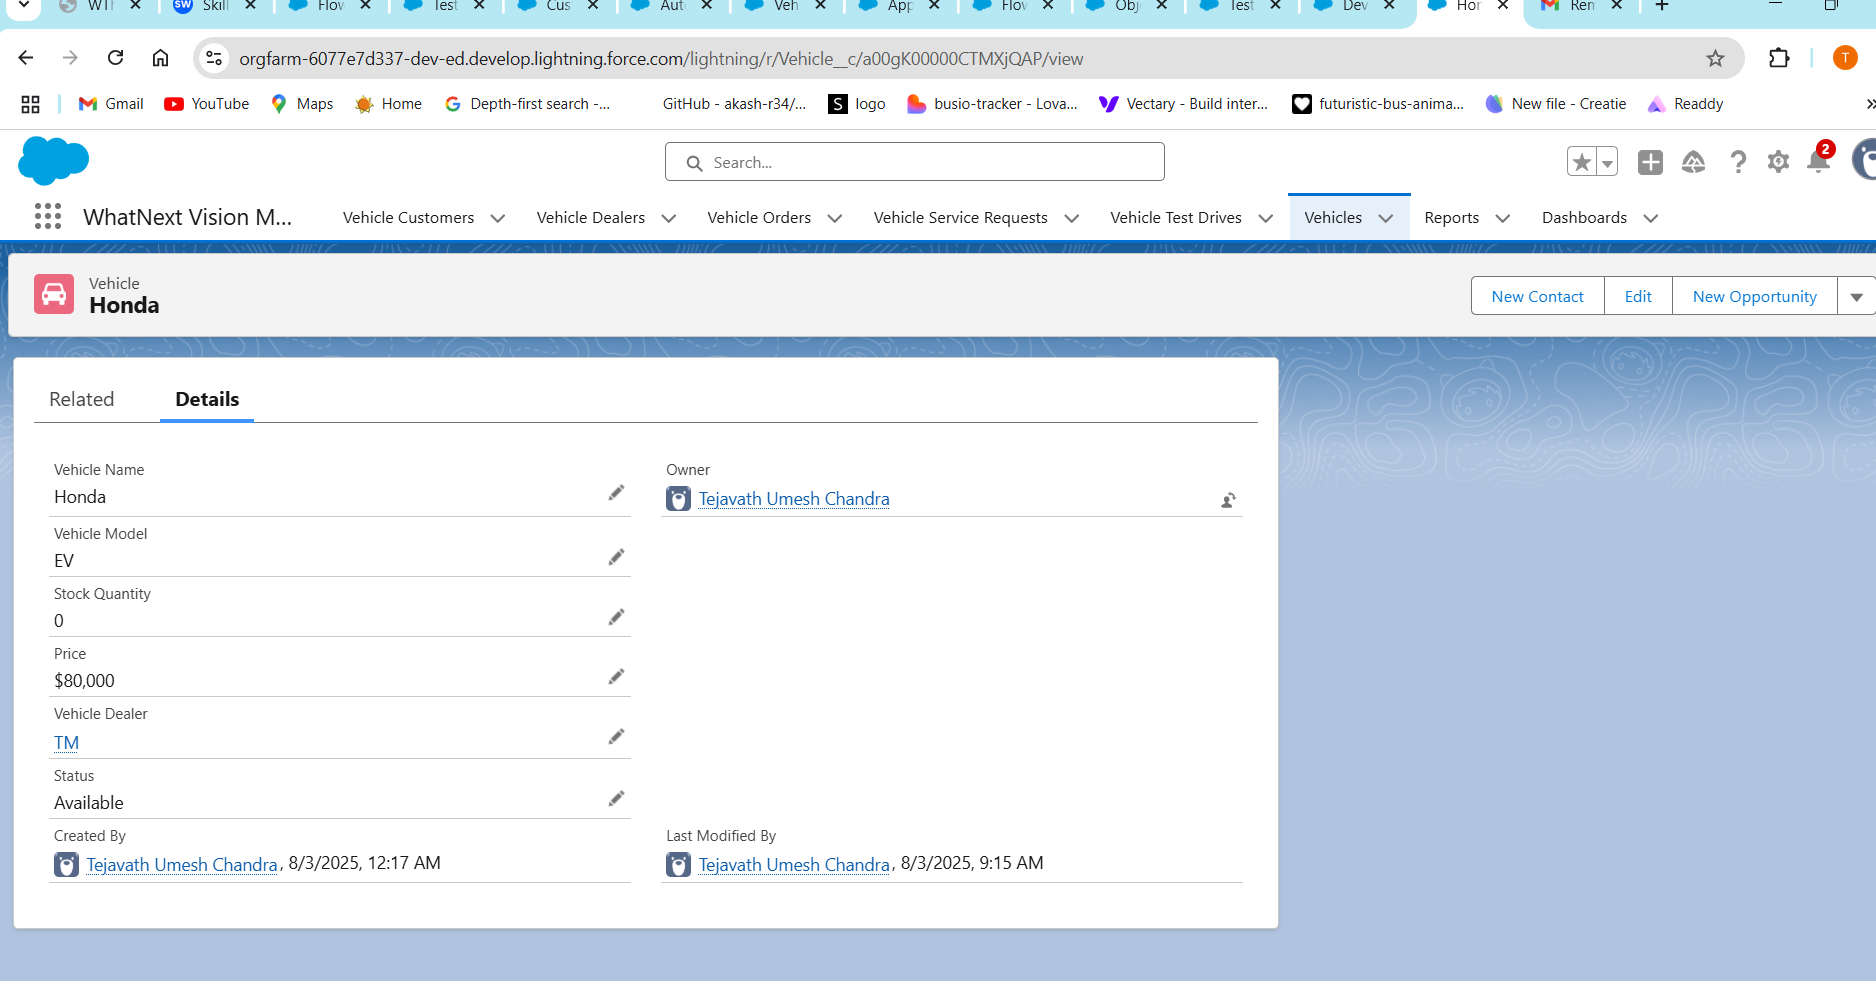 SW Skil Flov Test Cus Aut Veh App Flov Obj Test Dev Hor Ren
orgfarm-6077e7d337-dev-ed.develop.lightning.force.com/lightning/r/Vehicle__c/a00gK00000CTMXjQAP/view T
Gmail YouTube Maps Home G Depth-first search -... GitHub - akash-r34/... S logo busio-tracker - Lova... Vectary - Build inter... futuristic-bus-anima... New file - Creatie Readdy »
Search... 2
WhatNext Vision M... Vehicle Customers Vehicle Dealers Vehicle Orders Vehicle Service Requests Vehicle Test Drives Vehicles Reports Dashboards
Vehicle
Honda
New Contact Edit New Opportunity
Related Details
Vehicle Name
Honda
Owner
Tejavath Umesh Chandra
Vehicle Model
EV
Stock Quantity
0
Price
$80,000
Vehicle Dealer
TM
Status
Available
Created By
Tejavath Umesh Chandra, 8/3/2025, 12:17 AM
Last Modified By
Tejavath Umesh Chandra, 8/3/2025, 9:15 AM